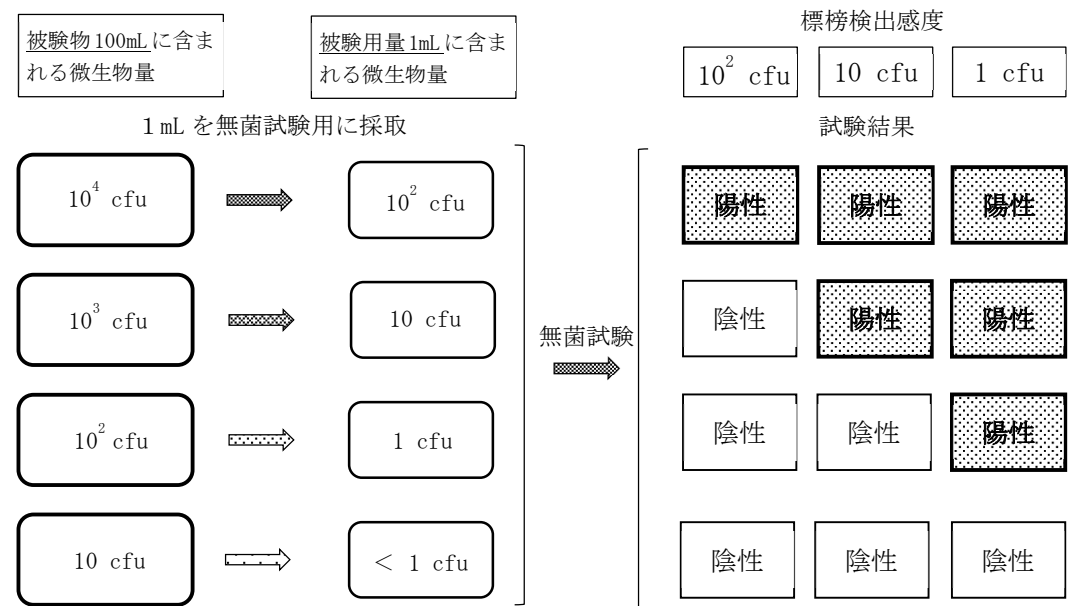 標榜検出感度
被験物100mLに含ま
れる微生物量
被験用量1mLに含ま
れる微生物量
10² cfu
10 cfu
1 cfu
1mLを無菌試験用に採取
試験結果
10⁴ cfu
10² cfu
陽性
陽性
陽性
10³ cfu
10 cfu
陰性
陽性
陽性
無菌試験
10² cfu
1 cfu
陰性
陰性
陽性
10 cfu
< 1 cfu
陰性
陰性
陰性